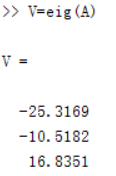 >> V=eig(A)
V =
-25.3169
-10.5182
16.8351